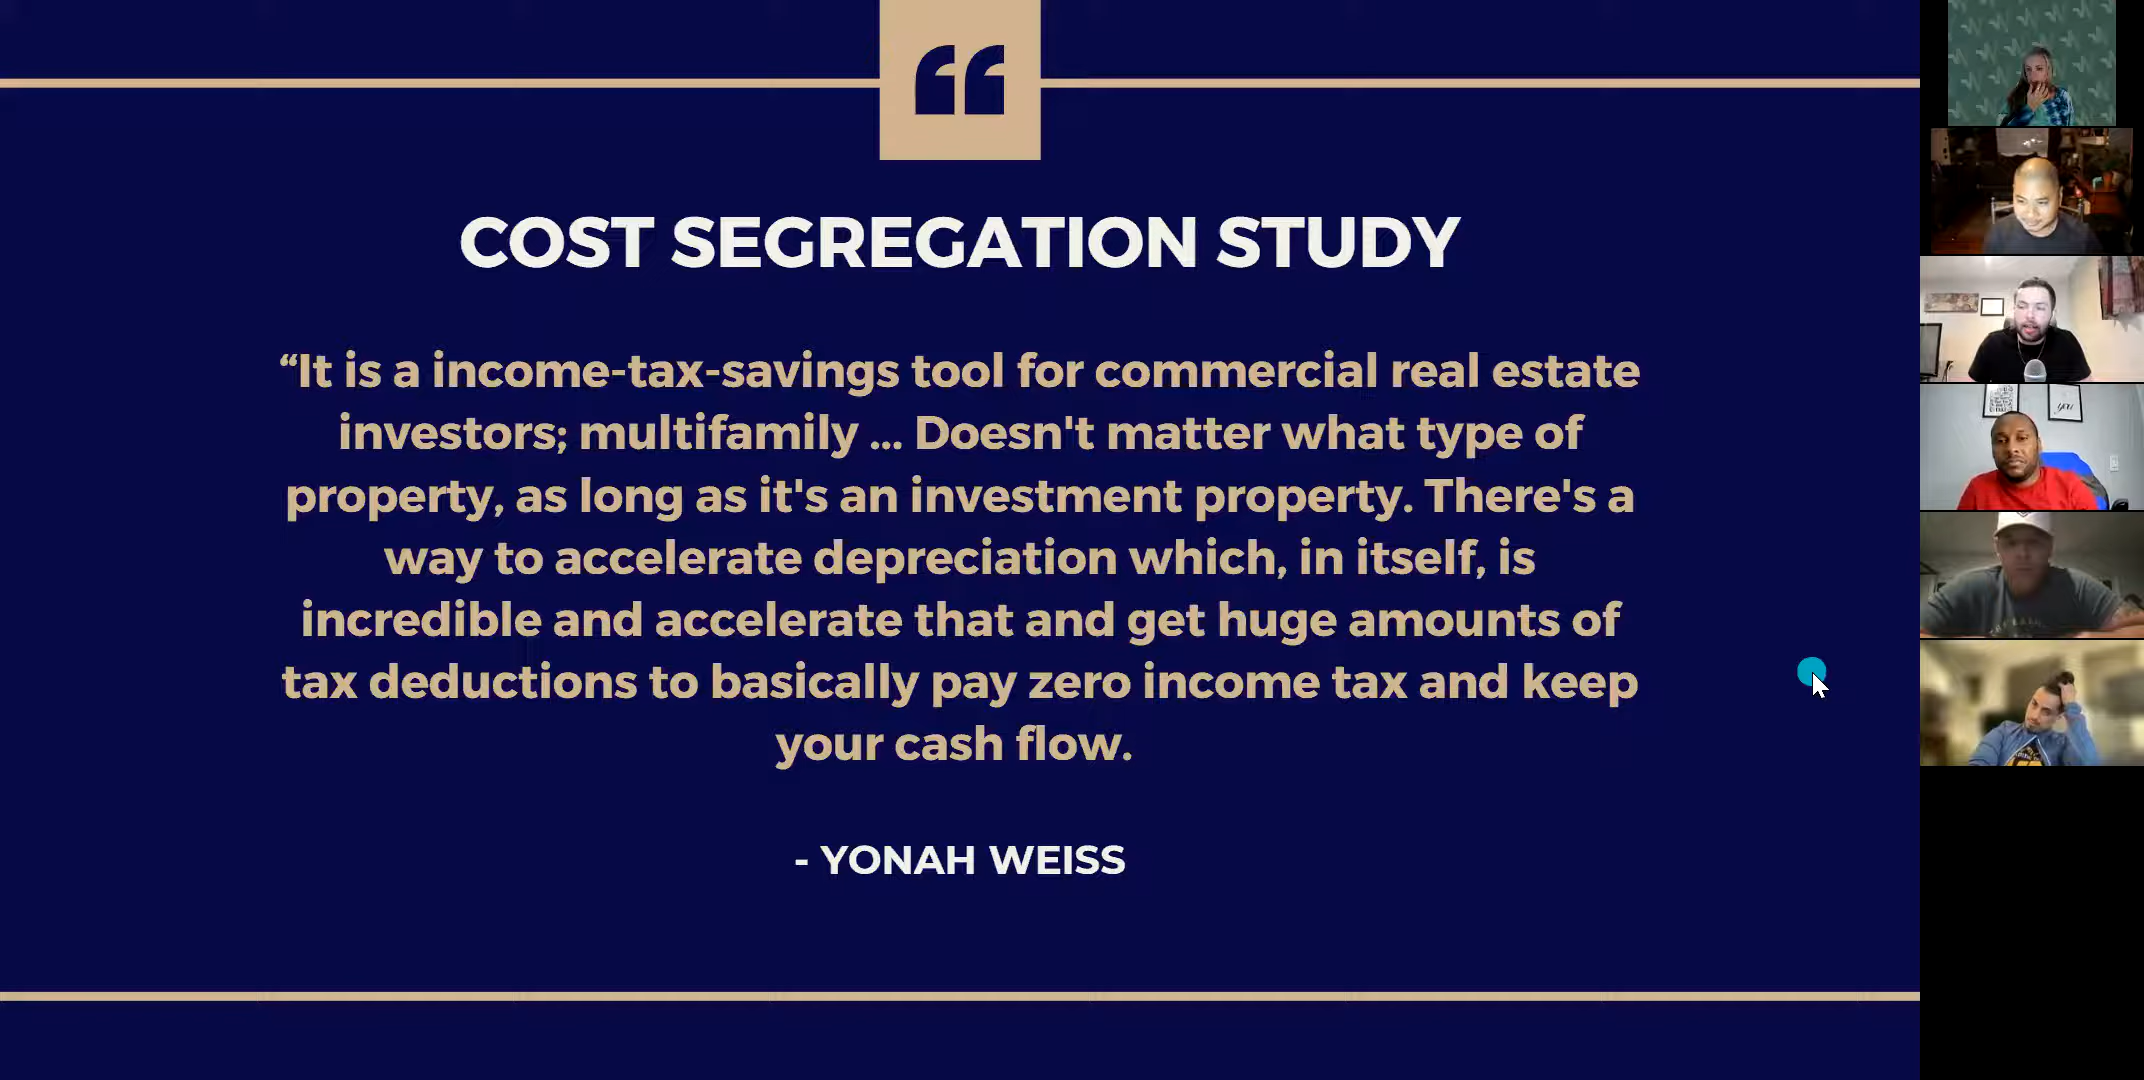 COST SEGREGATION STUDY
“It is a income-tax-savings tool for commercial real estate
investors; multifamily ... Doesn't matter what type of
property, as long as it's an investment property. There's a
way to accelerate depreciation which, in itself, is
incredible and accelerate that and get huge amounts of
tax deductions to basically pay zero income tax and keep
your cash flow.
- YONAH WEISS
you